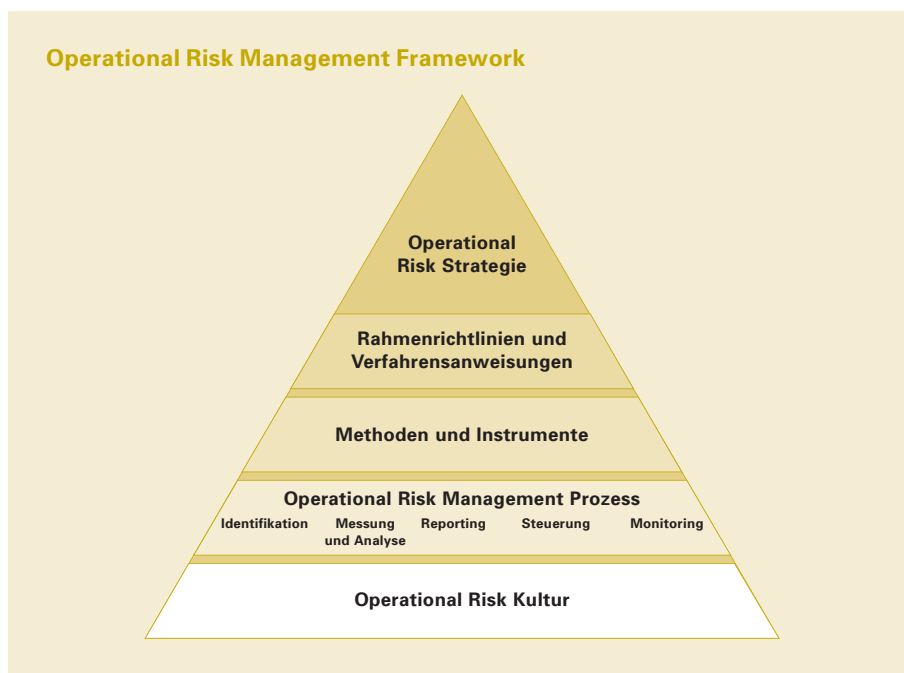 Operational Risk Management Framework
Operational
Risk Strategie
Rahmenrichtlinien und
Verfahrensanweisungen
Methoden und Instrumente
Operational Risk Management Prozess
Identifikation Messung Reporting Steuerung Monitoring
und Analyse
Operational Risk Kultur